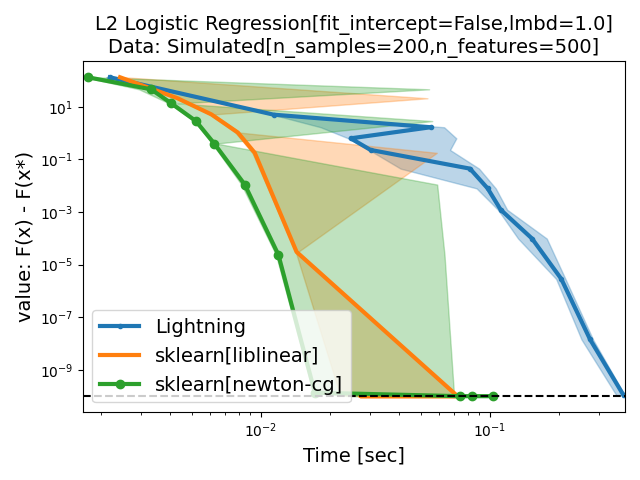 L2 Logistic Regression[fit_intercept=False,lmbd=1.0]
Data: Simulated[n_samples=200,n_features=500]
value: F(x) - F(x*)
10¹
10⁻¹
10⁻³
10⁻⁵
10⁻⁷
10⁻⁹
Lightning
sklearn[liblinear]
sklearn[newton-cg]
10⁻² 10⁻¹
Time [sec]